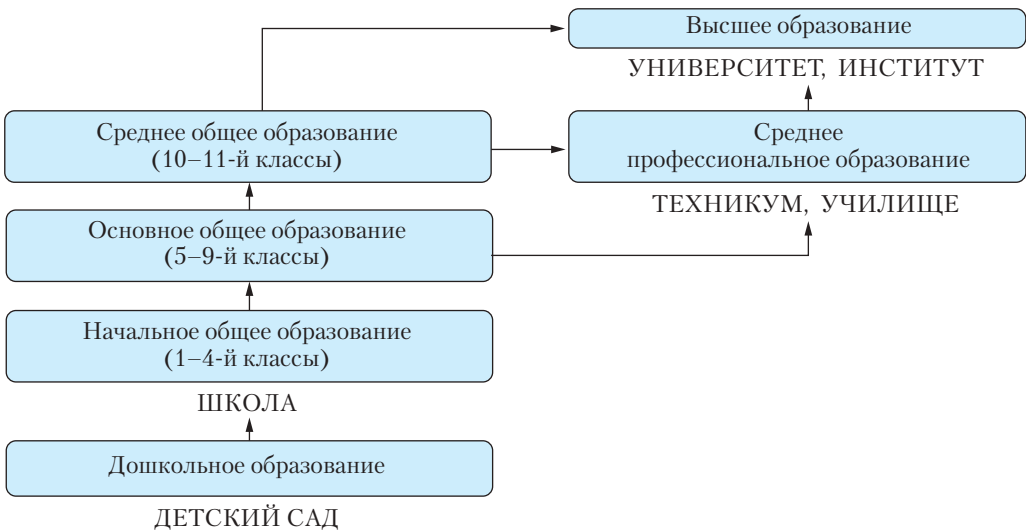 Высшее образование
УНИВЕРСИТЕТ, ИНСТИТУТ
Среднее общее образование
(10–11-й классы)
Среднее
профессиональное образование
ТЕХНИКУМ, УЧИЛИЩЕ
Основное общее образование
(5–9-й классы)
Начальное общее образование
(1–4-й классы)
ШКОЛА
Дошкольное образование
ДЕТСКИЙ САД